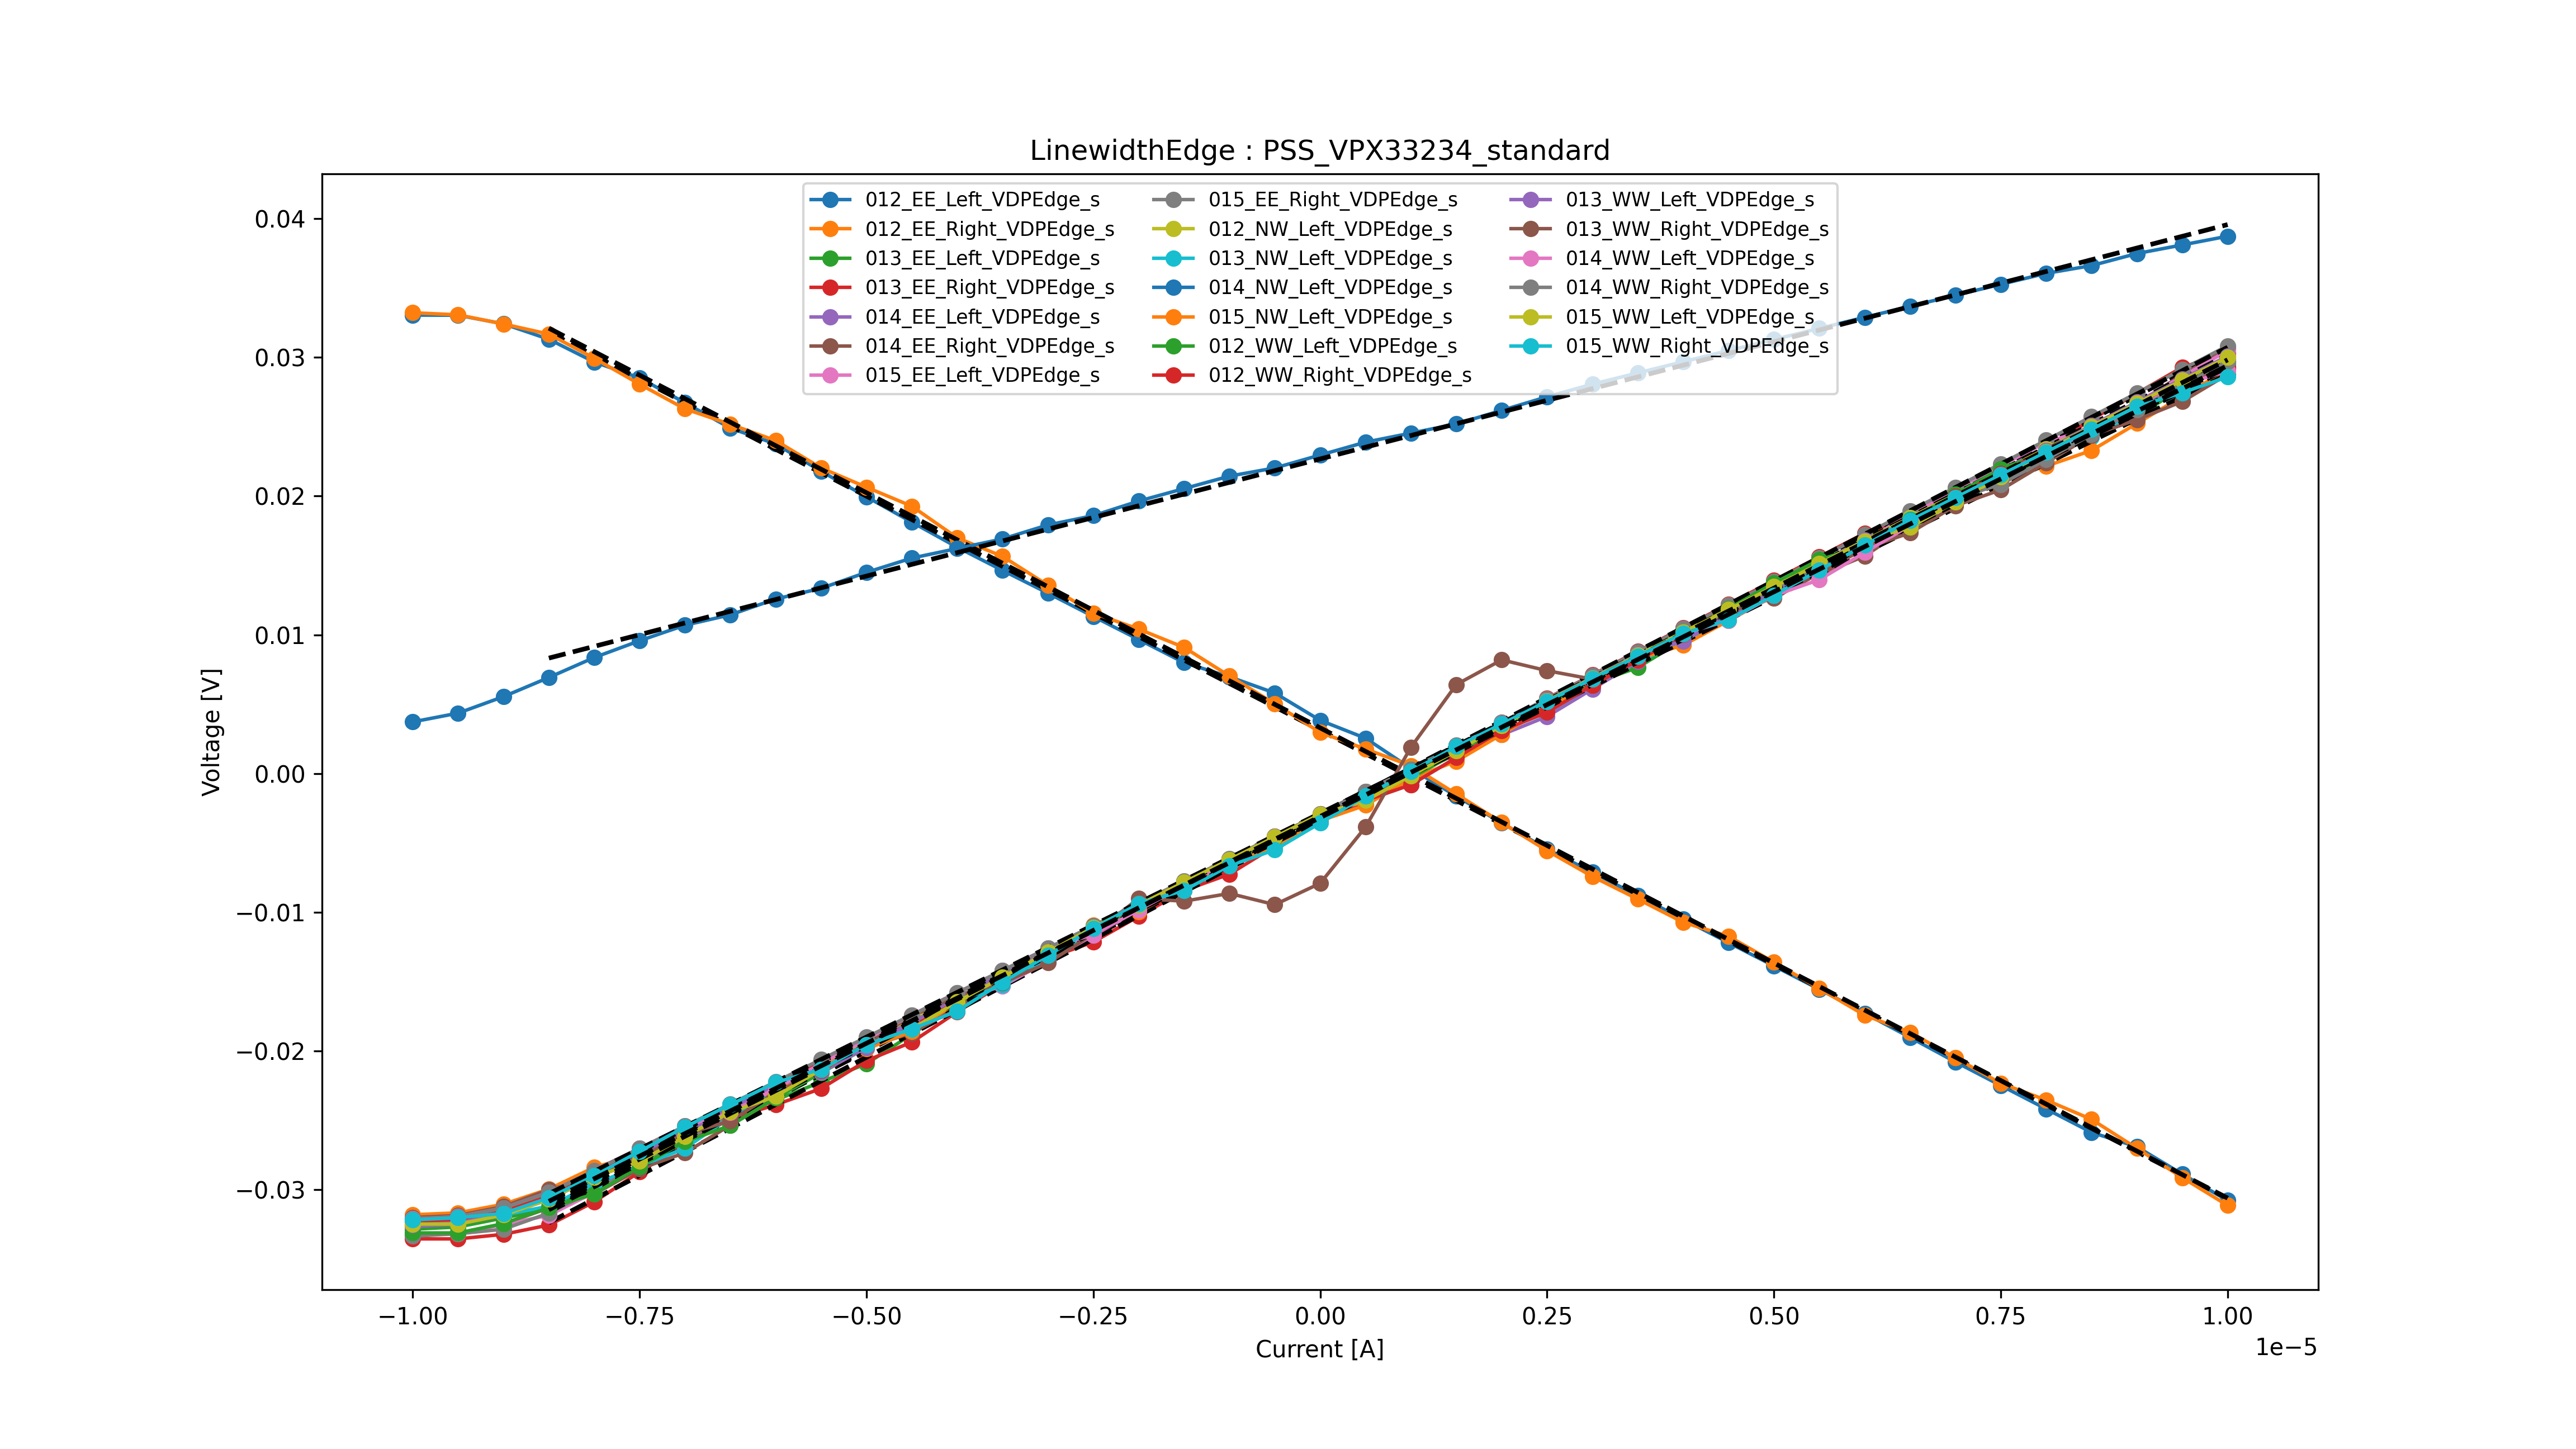 LinewidthEdge : PSS_VPX33234_standard
012_EE_Left_VDPEdge_s
012_EE_Right_VDPEdge_s
013_EE_Left_VDPEdge_s
013_EE_Right_VDPEdge_s
014_EE_Left_VDPEdge_s
014_EE_Right_VDPEdge_s
015_EE_Left_VDPEdge_s
015_EE_Right_VDPEdge_s
012_NW_Left_VDPEdge_s
013_NW_Left_VDPEdge_s
014_NW_Left_VDPEdge_s
015_NW_Left_VDPEdge_s
012_WW_Left_VDPEdge_s
012_WW_Right_VDPEdge_s
013_WW_Left_VDPEdge_s
013_WW_Right_VDPEdge_s
014_WW_Left_VDPEdge_s
014_WW_Right_VDPEdge_s
015_WW_Left_VDPEdge_s
015_WW_Right_VDPEdge_s
Voltage [V]
0.04
0.03
0.02
0.01
0.00
−0.01
−0.02
−0.03
−1.00
−0.75
−0.50
−0.25
0.00
0.25
0.50
0.75
1.00
1e−5
Current [A]